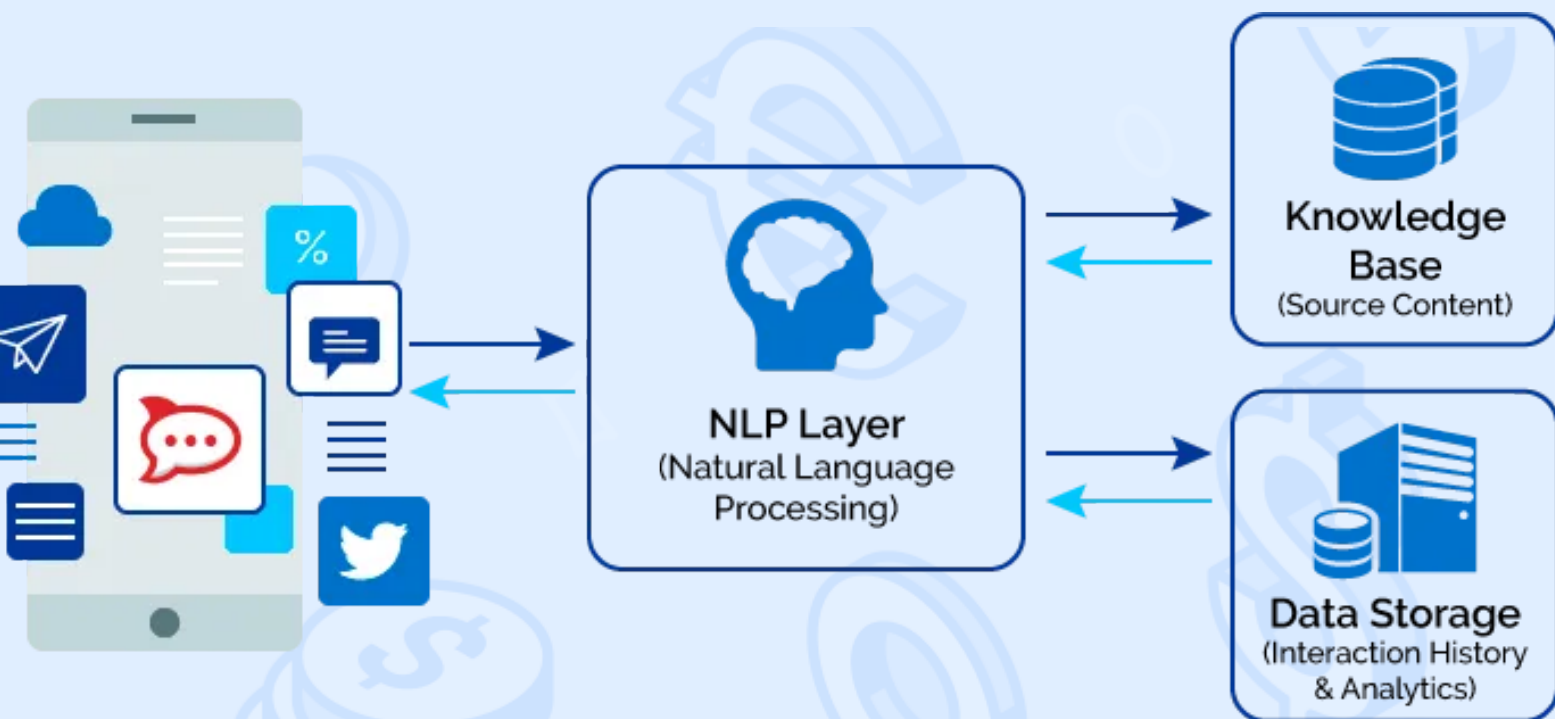 %
NLP Layer
(Natural Language
Processing)
Knowledge
Base
(Source Content)
Data Storage
(Interaction History
& Analytics)